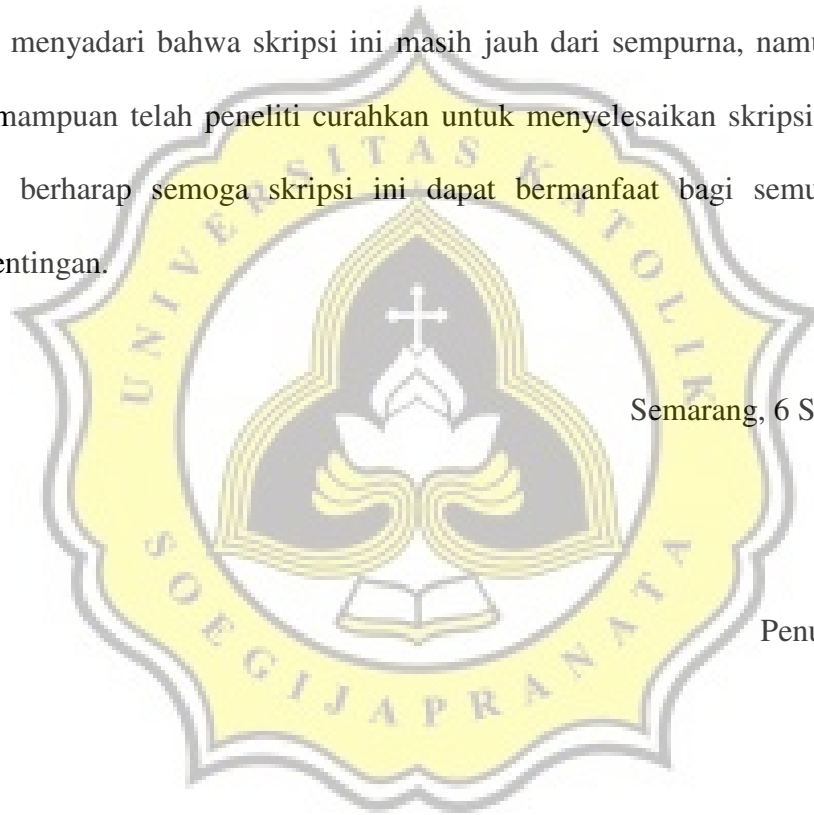 menyadari bahwa skripsi ini masih jauh dari sempurna, namu
mampuan telah peneliti curahkan untuk menyelesaikan skripsi
berharap semoga skripsi ini dapat bermanfaat bagi semu
entingan.
UNIVERSITAS KATOLIK
Semarang, 6 S
SOEGIJAPRANATA
Penu